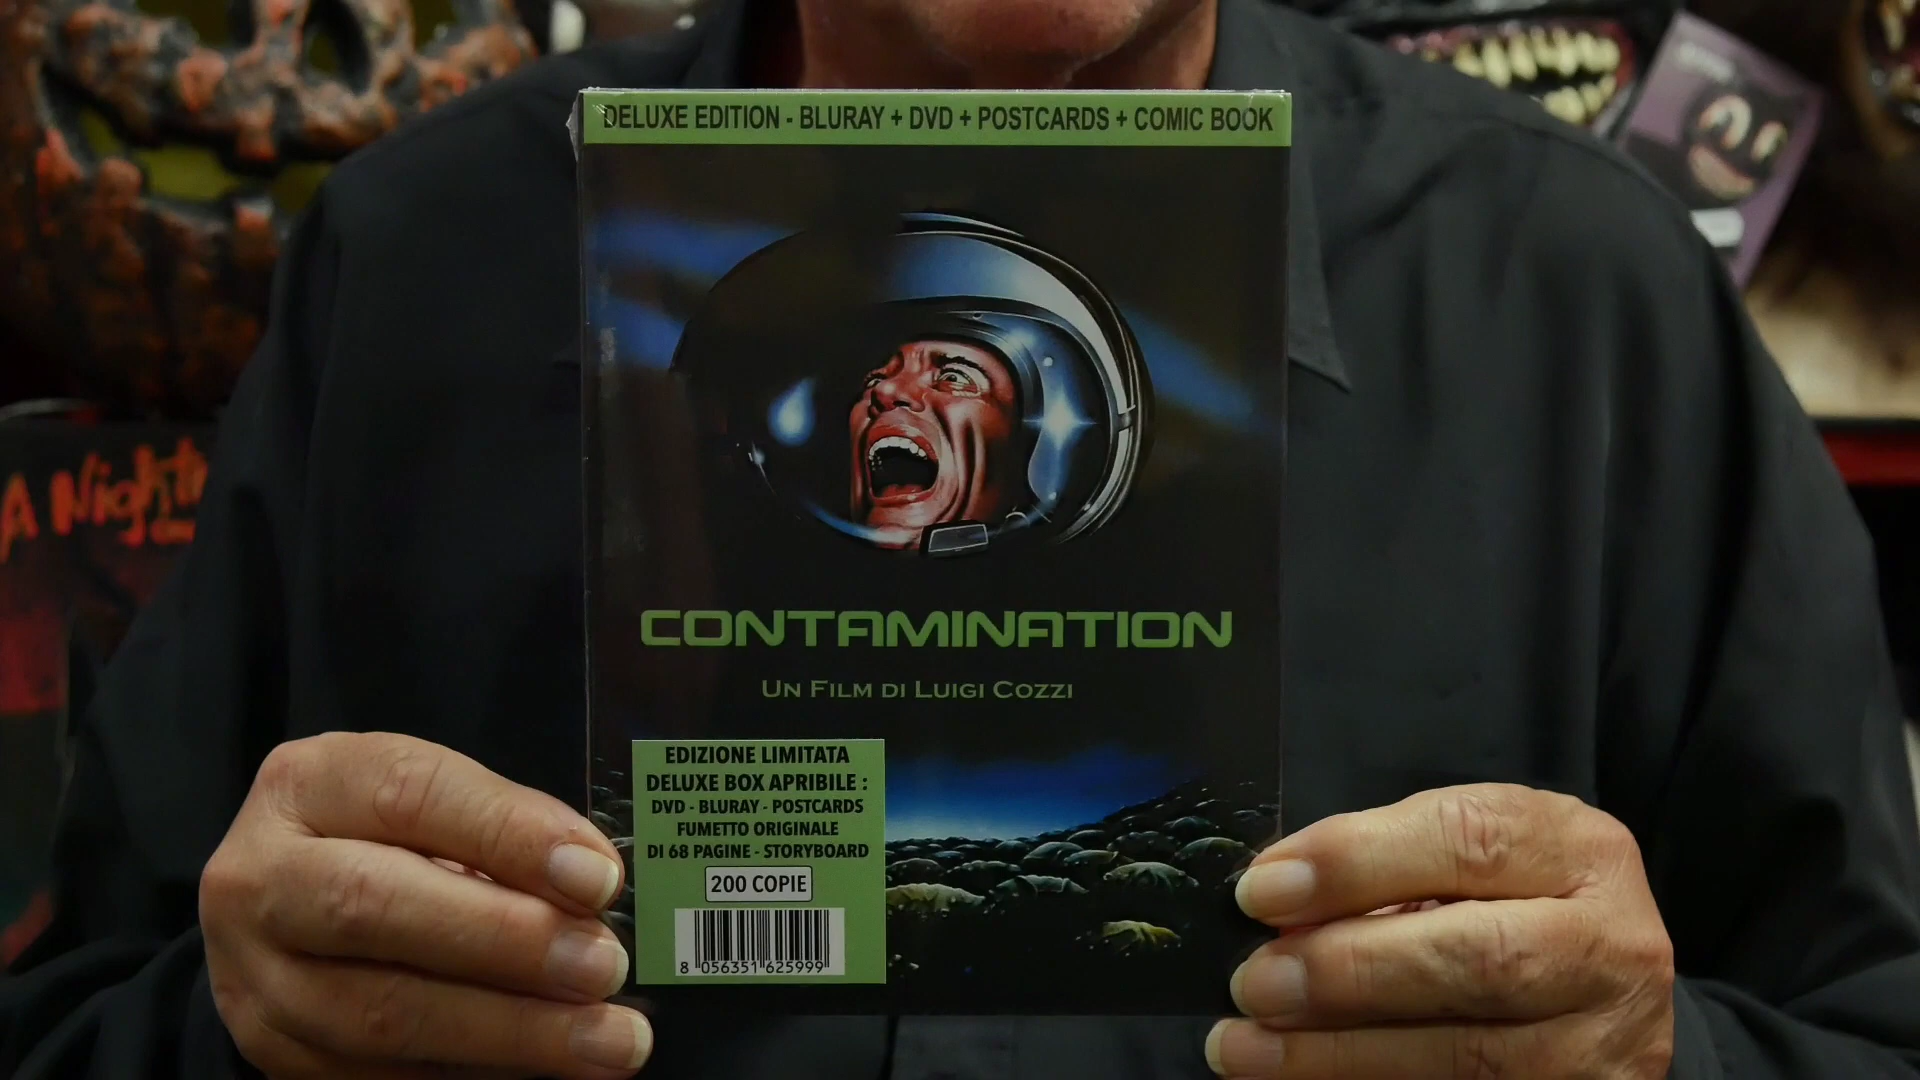 DELUXE EDITION - BLURAY + DVD + POSTCARDS + COMIC BOOK
A Night
CONTAMINATION
UN FILM DI LUIGI COZZI
EDIZIONE LIMITATA
DELUXE BOX APRIBILE :
DVD - BLURAY - POSTCARDS
FUMETTO ORIGINALE
DI 68 PAGINE - STORYBOARD
200 COPIE
8 056351 625999